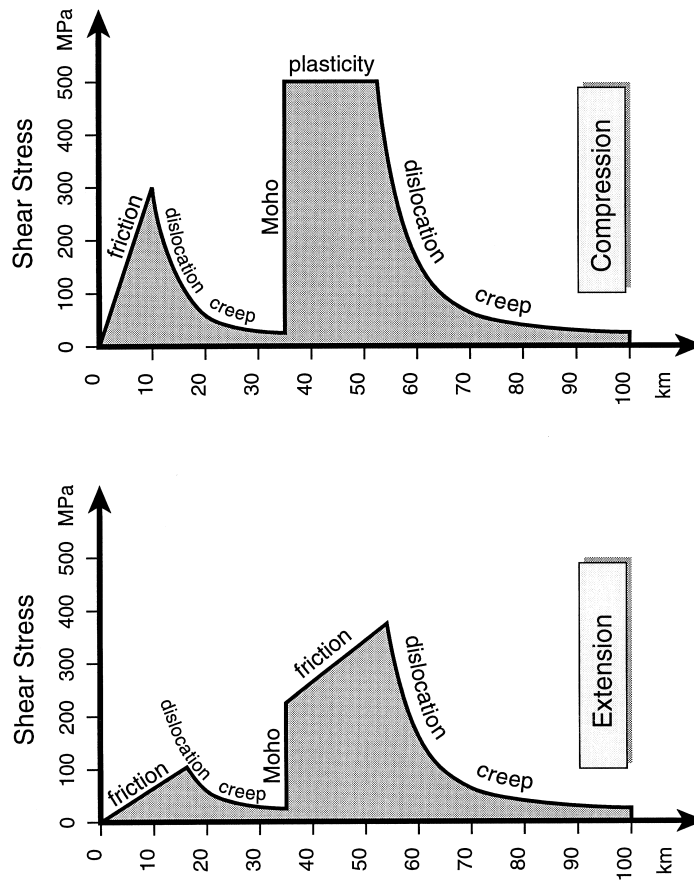 Shear Stress MPa
500
400
300
200
100
0
plasticity
friction
dislocation
creep
Moho
dislocation
creep
Compression
0 10 20 30 40 50 60 70 80 90 100 km
Shear Stress MPa
500
400
300
200
100
0
friction
dislocation
creep
Moho
friction
dislocation
creep
Extension
0 10 20 30 40 50 60 70 80 90 100 km